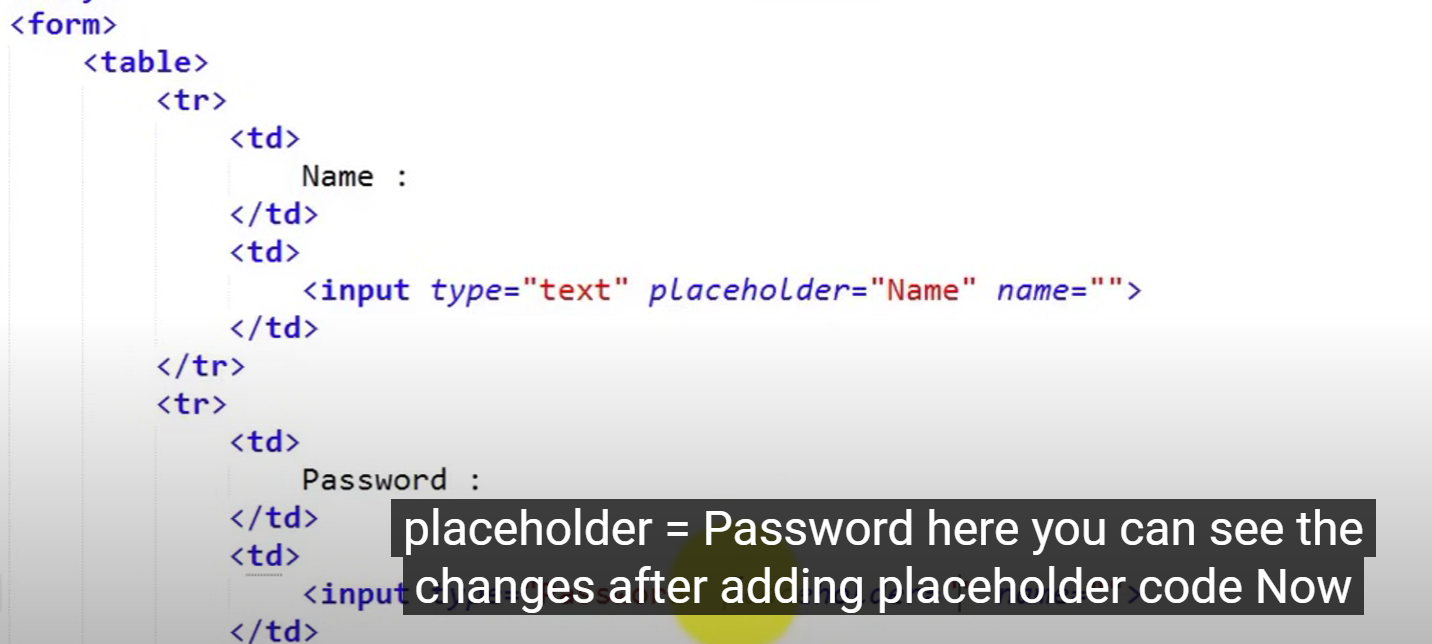 <form>
<table>
<tr>
<td>
Name :
</td>
<td>
<input type="text" placeholder="Name" name="">
</td>
</tr>
<tr>
<td>
Password :
</td>
<td>
<input
</td>
placeholder = Password here you can see the
changes after adding placeholder code Now